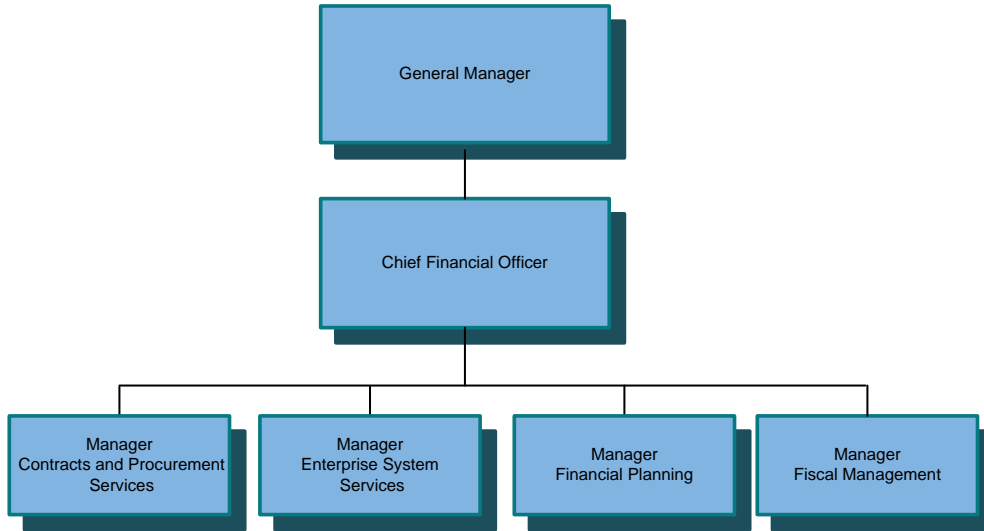 General Manager
Chief Financial Officer
Manager
Contracts and Procurement
Services
Manager
Enterprise System
Services
Manager
Financial Planning
Manager
Fiscal Management